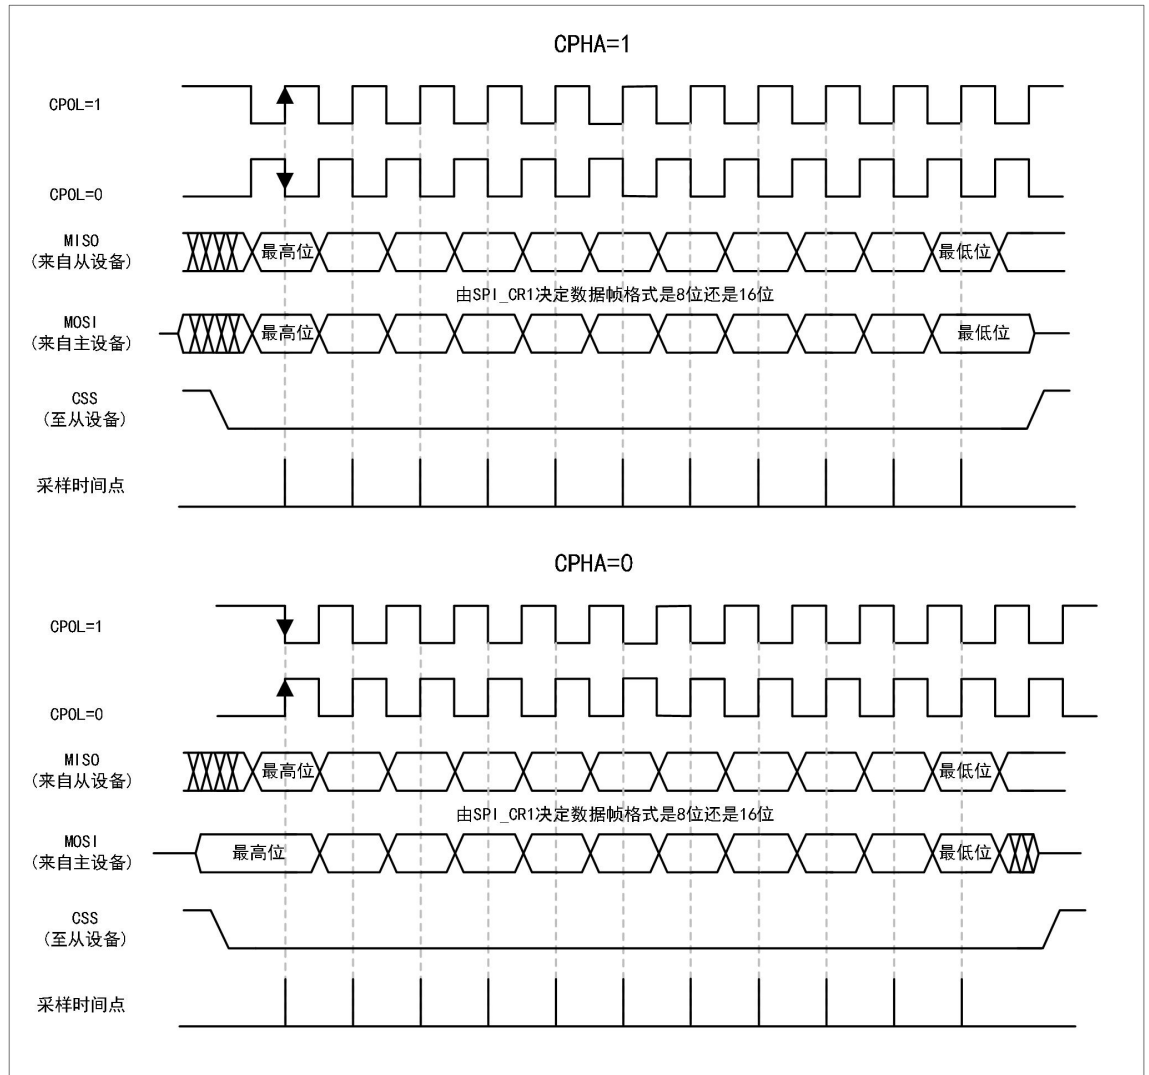 CPHA=1
CPOL=1
CPOL=0
MISO
(来自从设备)
最高位
最低位
由SPI_CR1决定数据帧格式是8位还是16位
MOSI
(来自主设备)
最高位
最低位
CSS
(至从设备)
采样时间点
CPHA=0
CPOL=1
CPOL=0
MISO
(来自从设备)
最高位
最低位
由SPI_CR1决定数据帧格式是8位还是16位
MOSI
(来自主设备)
最高位
最低位
CSS
(至从设备)
采样时间点